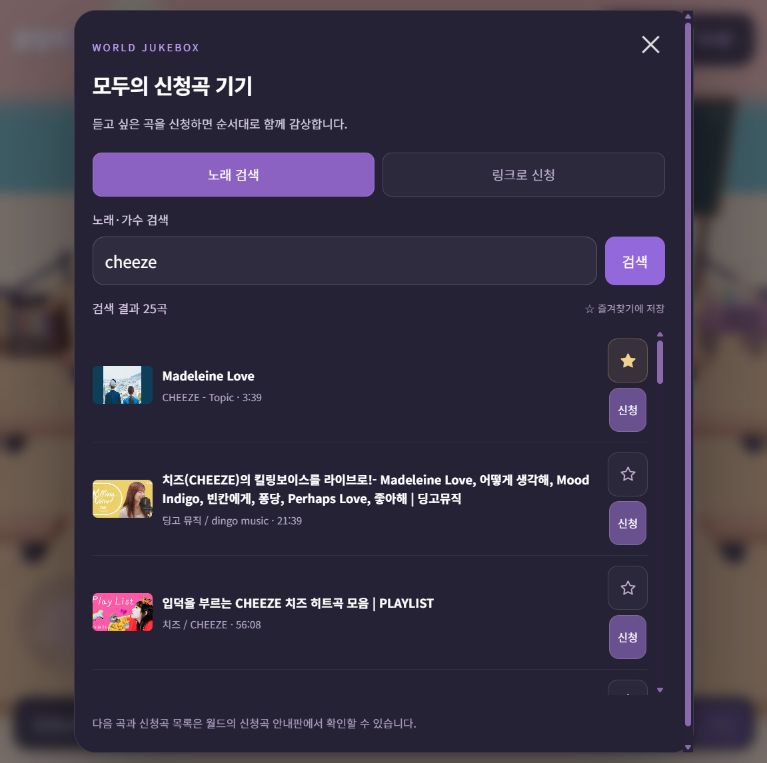 WORLD JUKEBOX
모두의 신청곡 기기
듣고 싶은 곡을 신청하면 순서대로 함께 감상합니다.
노래 검색
링크로 신청
노래·가수 검색
cheeze
검색
검색 결과 25곡
☆ 즐겨찾기에 저장
Madeleine Love
CHEEZE - Topic · 3:39
신청
치즈(CHEEZE)의 킬링보이스를 라이브로!- Madeleine Love, 어떻게 생각해, Mood
Indigo, 빈칸에게, 퐁당, Perhaps Love, 좋아해 | 딩고뮤직
딩고 뮤직 / dingo music · 21:39
신청
Play List
입덕을 부르는 CHEEZE 치즈 히트곡 모음 | PLAYLIST
치즈 / CHEEZE · 56:08
신청
다음 곡과 신청곡 목록은 월드의 신청곡 안내판에서 확인할 수 있습니다.